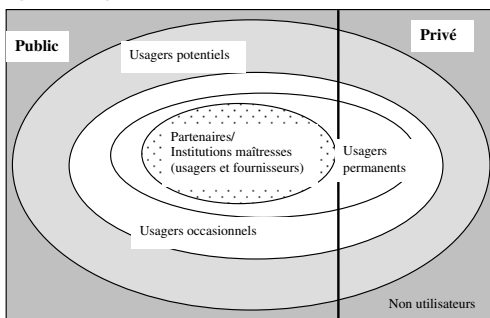 Public
Privé
Usagers potentiels
Partenaires/
Institutions maîtresses
(usagers et fournisseurs)
Usagers
permanents
Usagers occasionnels
Non utilisateurs